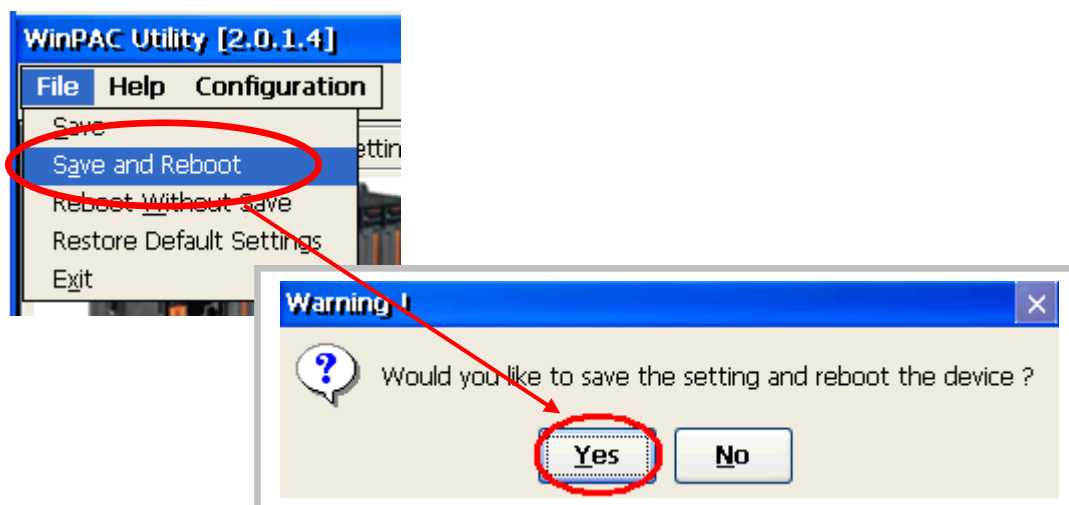 WinPAC Utility [2.0.1.4]
File Help Configuration
Save
Save and Reboot
ettin
Reboot Without Save
Restore Default Settings
Exit
Warning !
Would you like to save the setting and reboot the device ?
Yes No